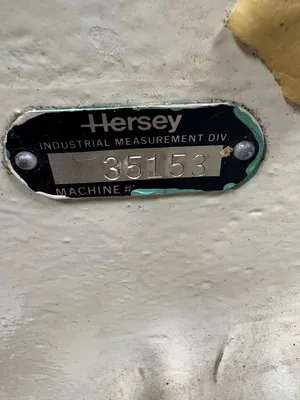 Hersey
INDUSTRIAL MEASUREMENT DIV.
35153
MACHINE #